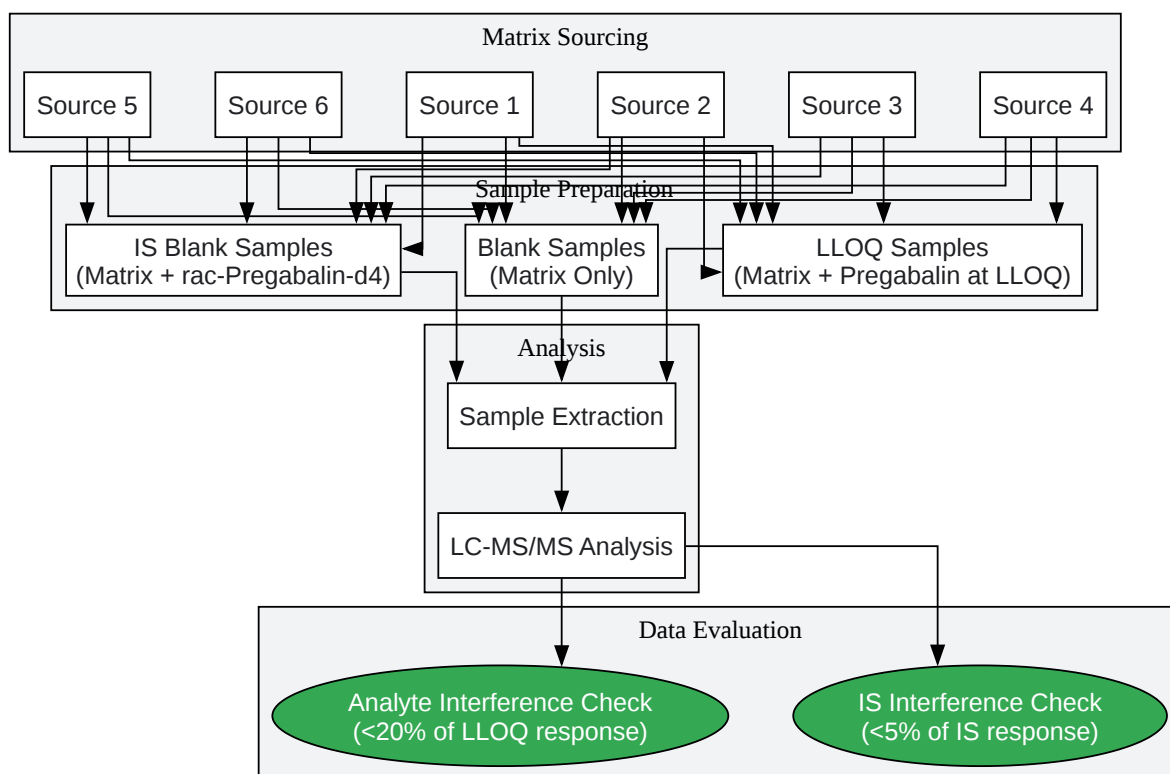 Matrix Sourcing
Source 5
Source 6
Source 1
Source 2
Source 3
Source 4
Sample Preparation
IS Blank Samples
(Matrix + rac-Pregabalin-d4)
Blank Samples
(Matrix Only)
LLOQ Samples
(Matrix + Pregabalin at LLOQ)
Analysis
Sample Extraction
LC-MS/MS Analysis
Data Evaluation
Analyte Interference Check
(<20% of LLOQ response)
IS Interference Check
(<5% of IS response)